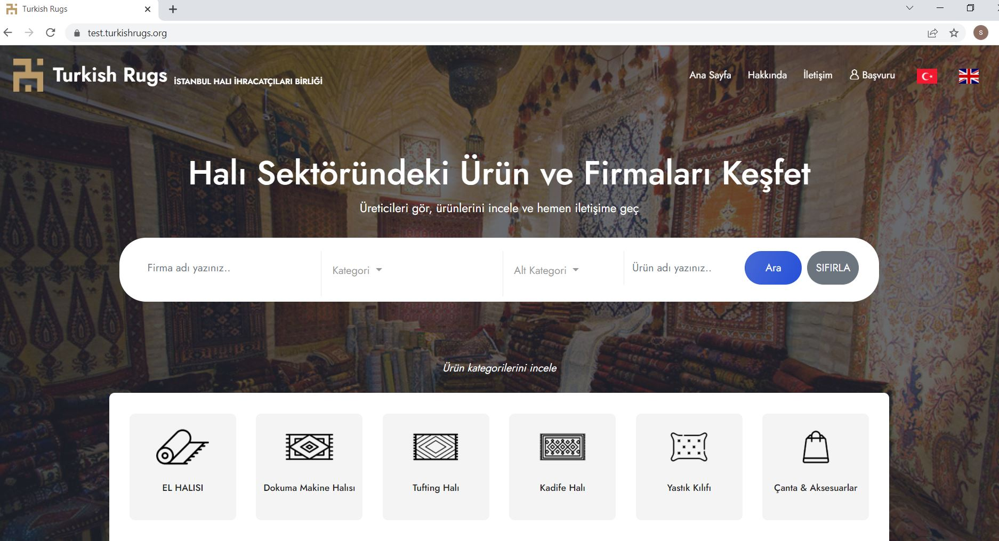 Turkish Rugs
test.turkishrugs.org
S
Turkish Rugs İSTANBUL HALI İHRACATÇILARI BİRLİĞİ
Ana Sayfa Hakkında İletişim Başvuru
Halı Sektöründeki Ürün ve Firmaları Keşfet
Üreticileri gör, ürünlerini incele ve hemen iletişime geç
Firma adı yazınız.. Kategori Alt Kategori Ürün adı yazınız.. Ara SIFIRLA
Ürün kategorilerini incele
EL HALISI Dokuma Makine Halısı Tufting Halı Kadife Halı Yastık Kılıfı Çanta & Aksesuarlar